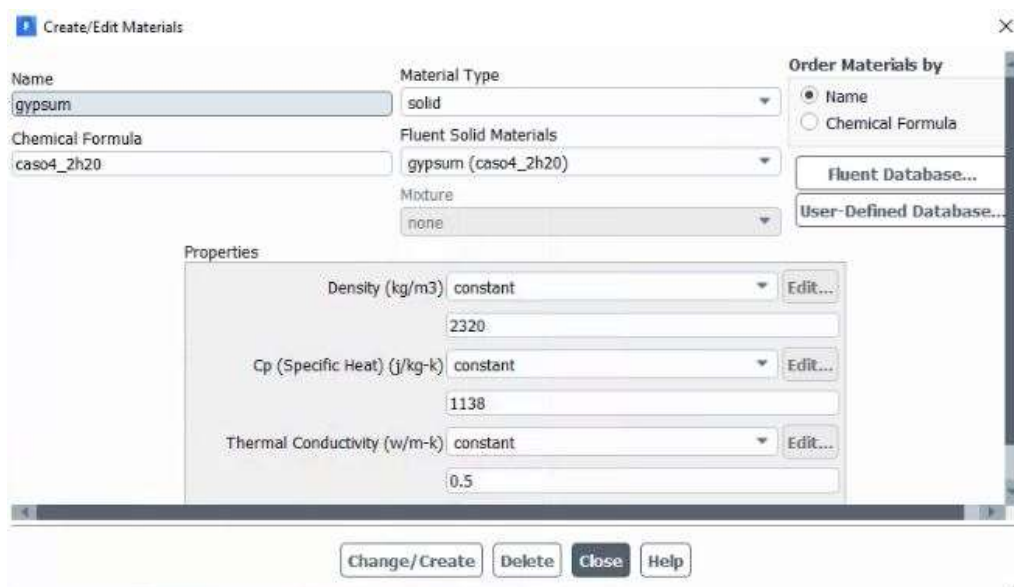 Create/Edit Materials
Name
gypsum
Chemical Formula
caso4_2h20
Material Type
solid
Fluent Solid Materials
gypsum (caso4_2h20)
Mixture
none
Order Materials by
Name
Chemical Formula
Fluent Database...
User-Defined Database...
Properties
Density (kg/m3) constant Edit...
2320
Cp (Specific Heat) (j/kg-k) constant Edit...
1138
Thermal Conductivity (w/m-k) constant Edit...
0.5
Change/Create Delete Close Help